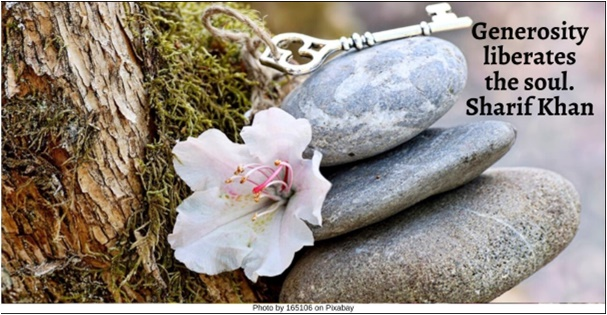 Generosity
liberates
the soul.
Sharif Khan
Photo by 165106 on Pixabay